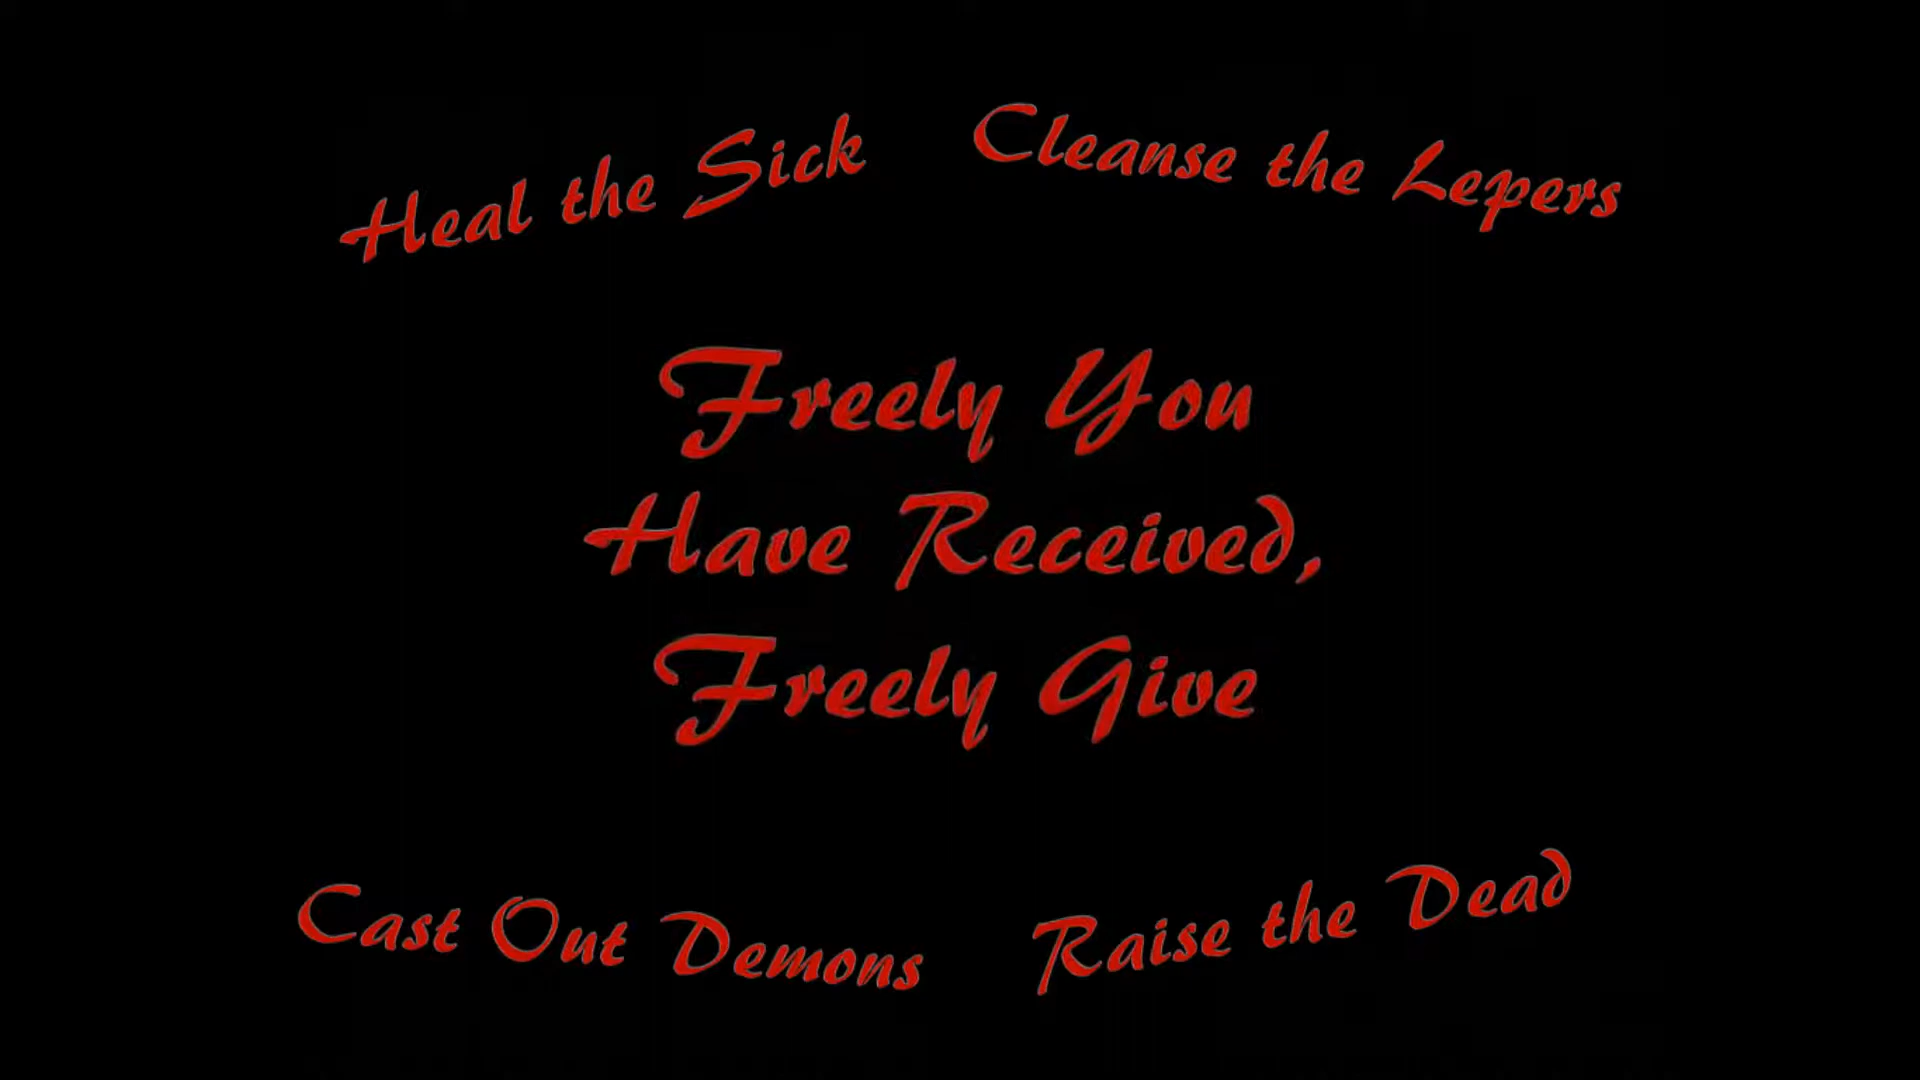 Heal the Sick
Cleanse the Lepers
Freely You
Have Received,
Freely Give
Cast Out Demons
Raise the Dead